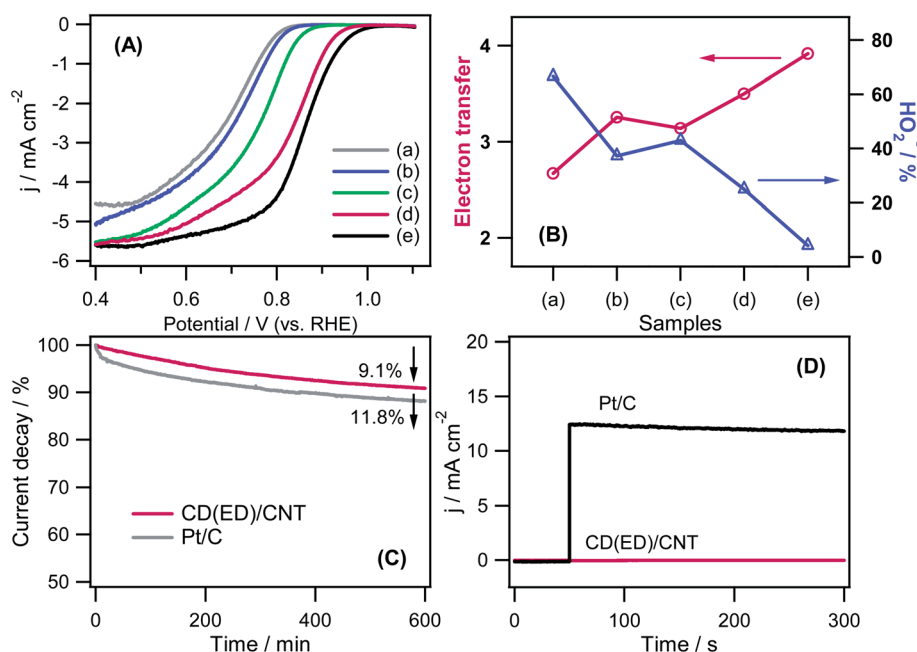 (A)
0
-1
-2
-3
-4
-5
-6
j / mA cm⁻²
(a)
(b)
(c)
(d)
(e)
0.4
0.6
0.8
1.0
Potential / V (vs. RHE)
(B)
4
3
2
Electron transfer
80
60
40
20
0
HO₂⁻ / %
(a)
(b)
(c)
(d)
(e)
Samples
100
90
80
70
60
50
Current decay / %
9.1%
11.8%
CD(ED)/CNT
Pt/C
(C)
0
200
400
600
Time / min
20
15
10
5
0
j / mA cm⁻²
(D)
Pt/C
CD(ED)/CNT
0
100
200
300
Time / s